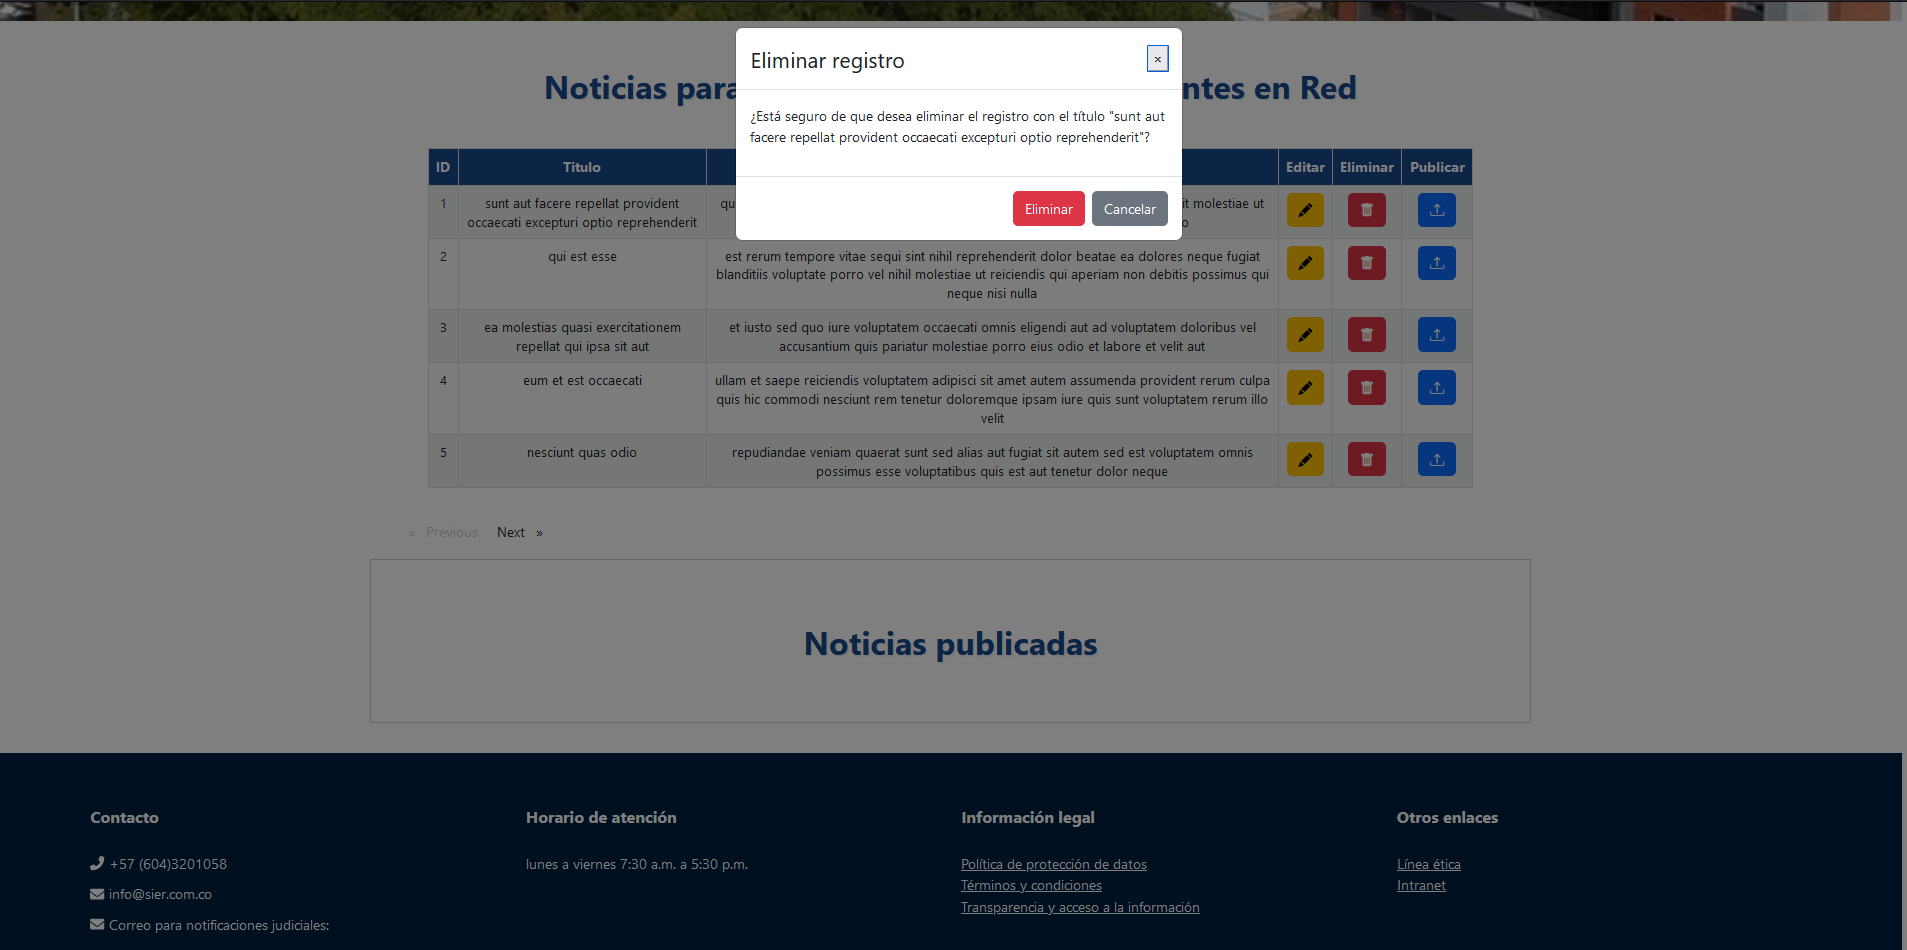 Eliminar registro
×
¿Está seguro de que desea eliminar el registro con el título "sunt aut
facere repellat provident occaecati excepturi optio reprehenderit"?
Eliminar
Cancelar
Noticias para
ntes en Red
ID Titulo Editar Eliminar Publicar
1
sunt aut facere repellat provident
occaecati excepturi optio reprehenderit
qu
it molestiae ut
o
2
qui est esse
est rerum tempore vitae sequi sint nihil reprehenderit dolor beatae ea dolores neque fugiat
blanditiis voluptate porro vel nihil molestiae ut reiciendis qui aperiam non debitis possimus qui
neque nisi nulla
3
ea molestias quasi exercitationem
repellat qui ipsa sit aut
et iusto sed quo iure voluptatem occaecati omnis eligendi aut ad voluptatem doloribus vel
accusantium quis pariatur molestiae porro eius odio et labore et velit aut
4
eum et est occaecati
ullam et saepe reiciendis voluptatem adipisci sit amet autem assumenda provident rerum culpa
quis hic commodi nesciunt rem tenetur doloremque ipsam iure quis sunt voluptatem rerum illo
velit
5
nesciunt quas odio
repudiandae veniam quaerat sunt sed alias aut fugiat sit autem sed est voluptatem omnis
possimus esse voluptatibus quis est aut tenetur dolor neque
« Previous Next »
Noticias publicadas
Contacto
+57 (604)3201058
info@sier.com.co
Correo para notificaciones judiciales:
Horario de atención
lunes a viernes 7:30 a.m. a 5:30 p.m.
Información legal
Política de protección de datos
Términos y condiciones
Transparencia y acceso a la información
Otros enlaces
Línea ética
Intranet